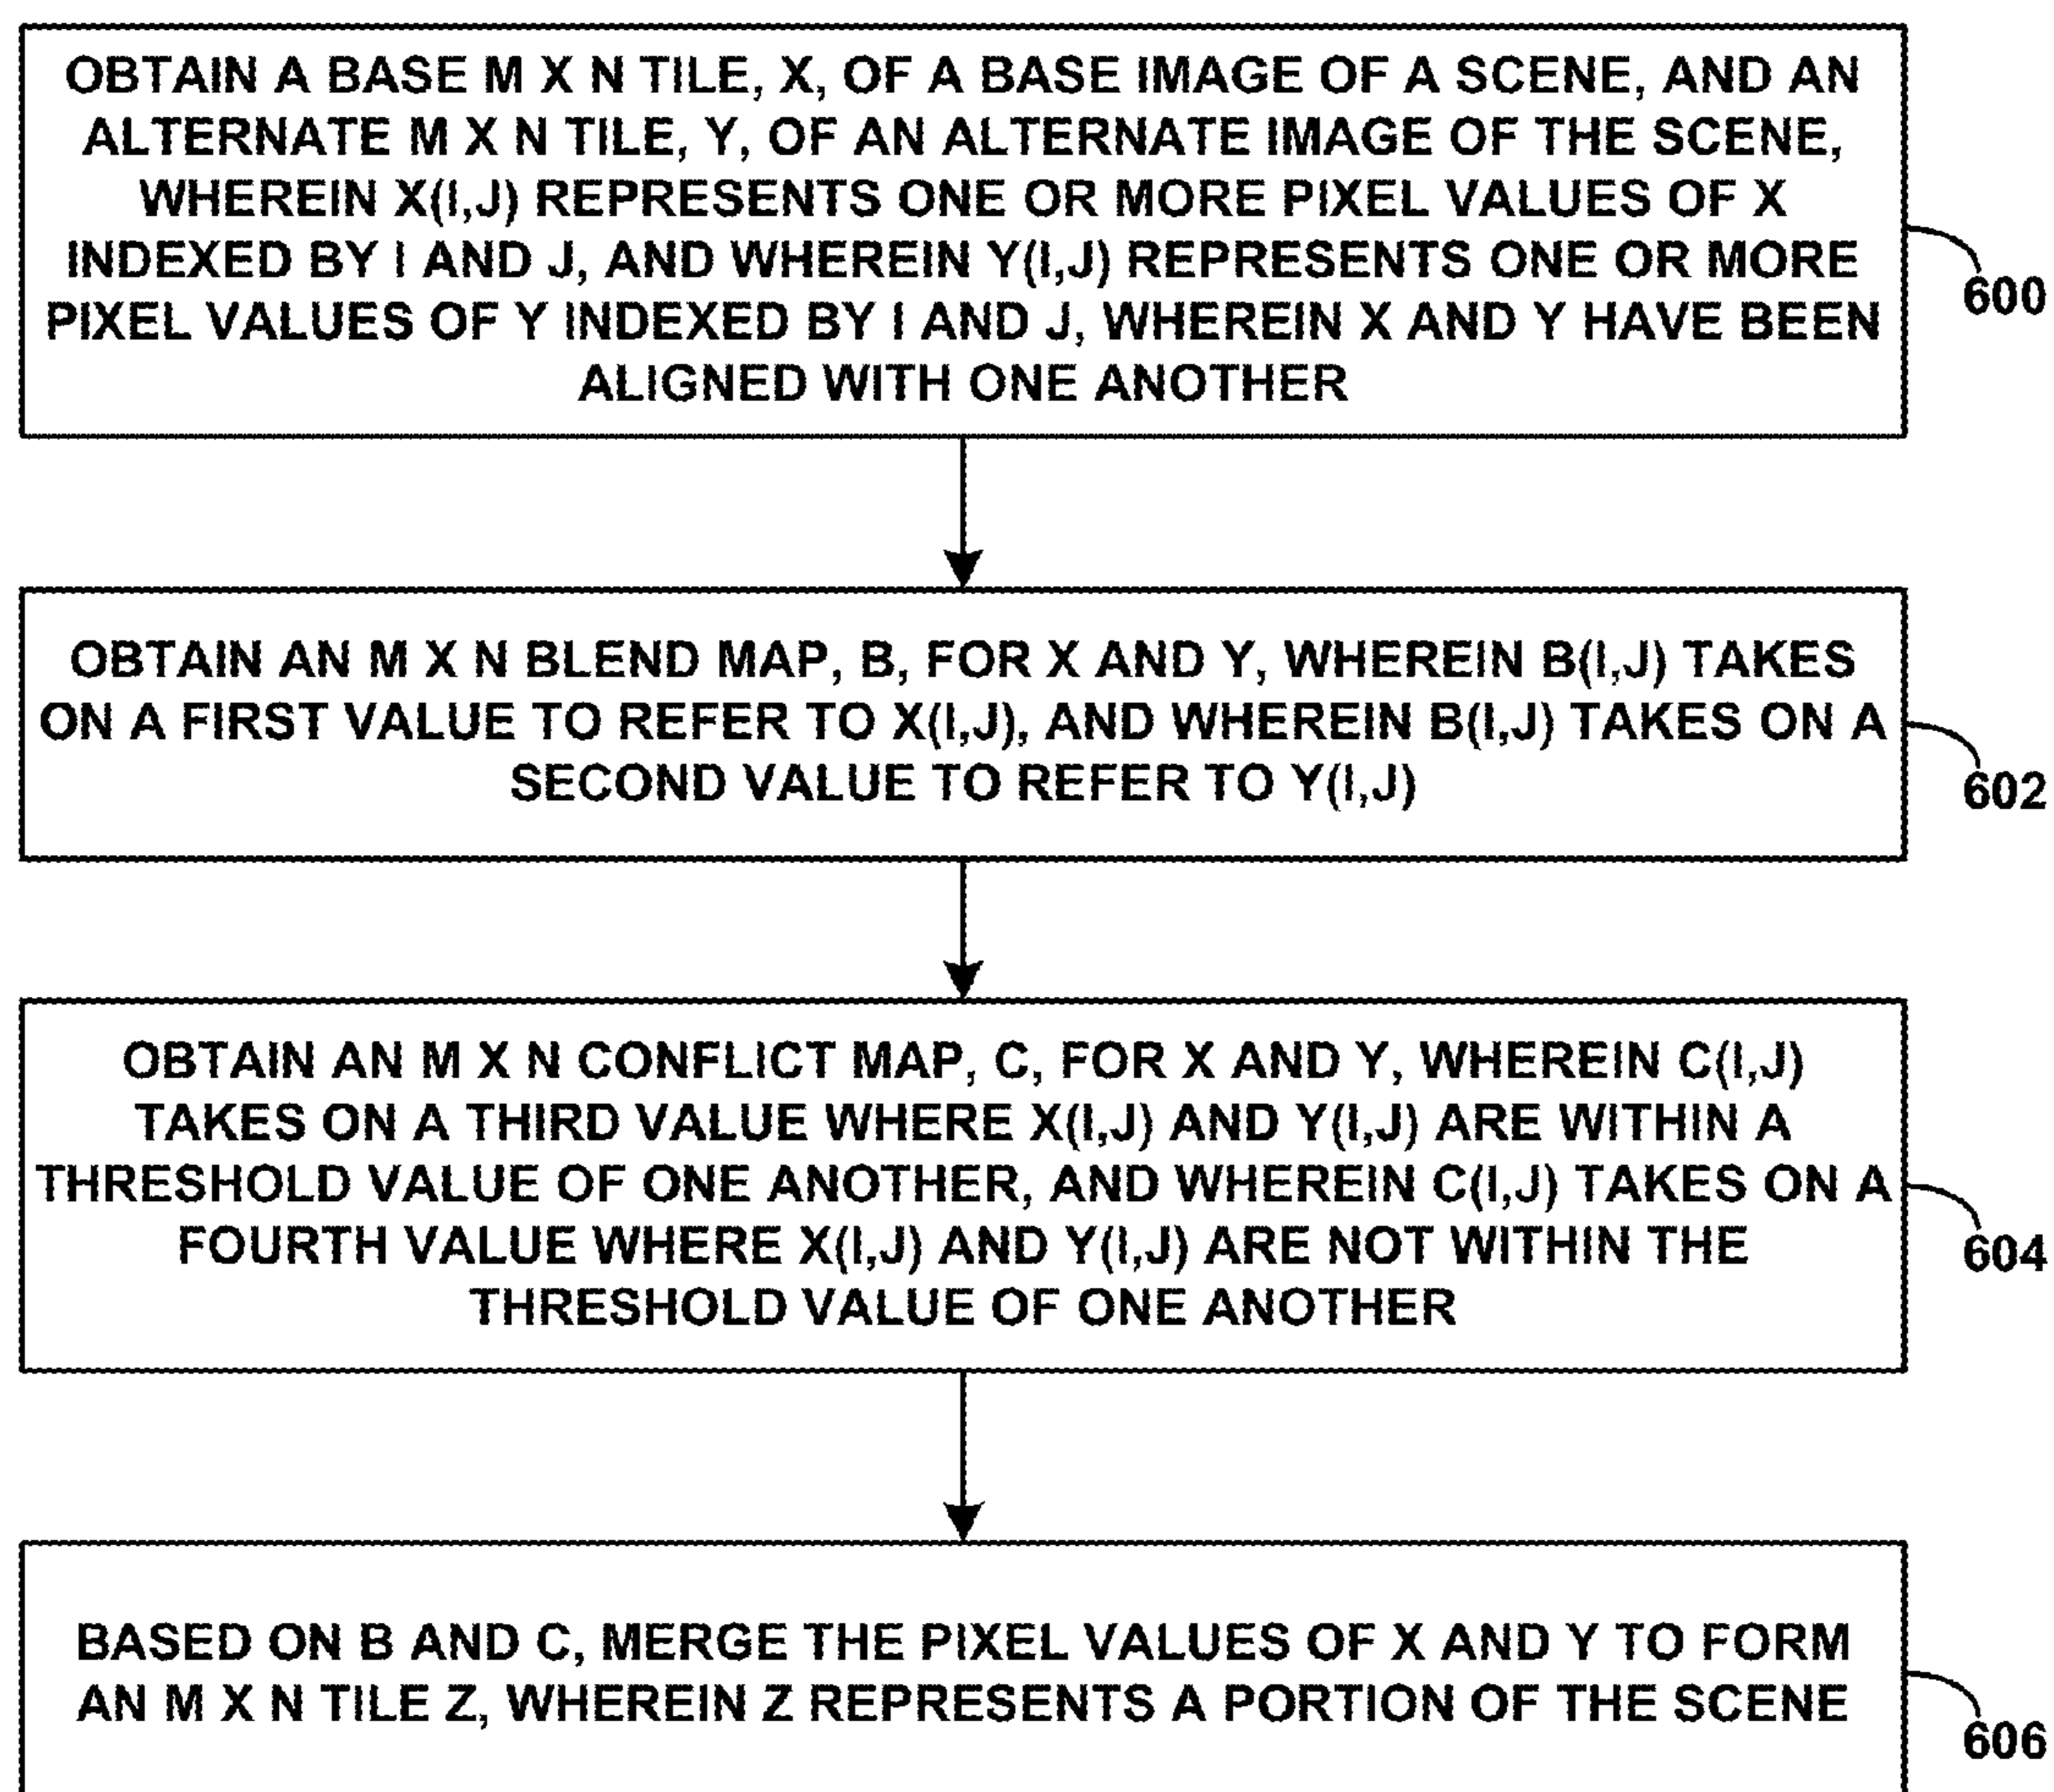 OBTAIN A BASE M X N TILE, X, OF A BASE IMAGE OF A SCENE, AND AN
ALTERNATE M X N TILE, Y, OF AN ALTERNATE IMAGE OF THE SCENE,
WHEREIN X(I,J) REPRESENTS ONE OR MORE PIXEL VALUES OF X
INDEXED BY I AND J, AND WHEREIN Y(I,J) REPRESENTS ONE OR MORE
PIXEL VALUES OF Y INDEXED BY I AND J, WHEREIN X AND Y HAVE BEEN
ALIGNED WITH ONE ANOTHER
600
OBTAIN AN M X N BLEND MAP, B, FOR X AND Y, WHEREIN B(I,J) TAKES
ON A FIRST VALUE TO REFER TO X(I,J), AND WHEREIN B(I,J) TAKES ON A
SECOND VALUE TO REFER TO Y(I,J)
602
OBTAIN AN M X N CONFLICT MAP, C, FOR X AND Y, WHEREIN C(I,J)
TAKES ON A THIRD VALUE WHERE X(I,J) AND Y(I,J) ARE WITHIN A
THRESHOLD VALUE OF ONE ANOTHER, AND WHEREIN C(I,J) TAKES ON A
FOURTH VALUE WHERE X(I,J) AND Y(I,J) ARE NOT WITHIN THE
THRESHOLD VALUE OF ONE ANOTHER
604
BASED ON B AND C, MERGE THE PIXEL VALUES OF X AND Y TO FORM
AN M X N TILE Z, WHEREIN Z REPRESENTS A PORTION OF THE SCENE
606